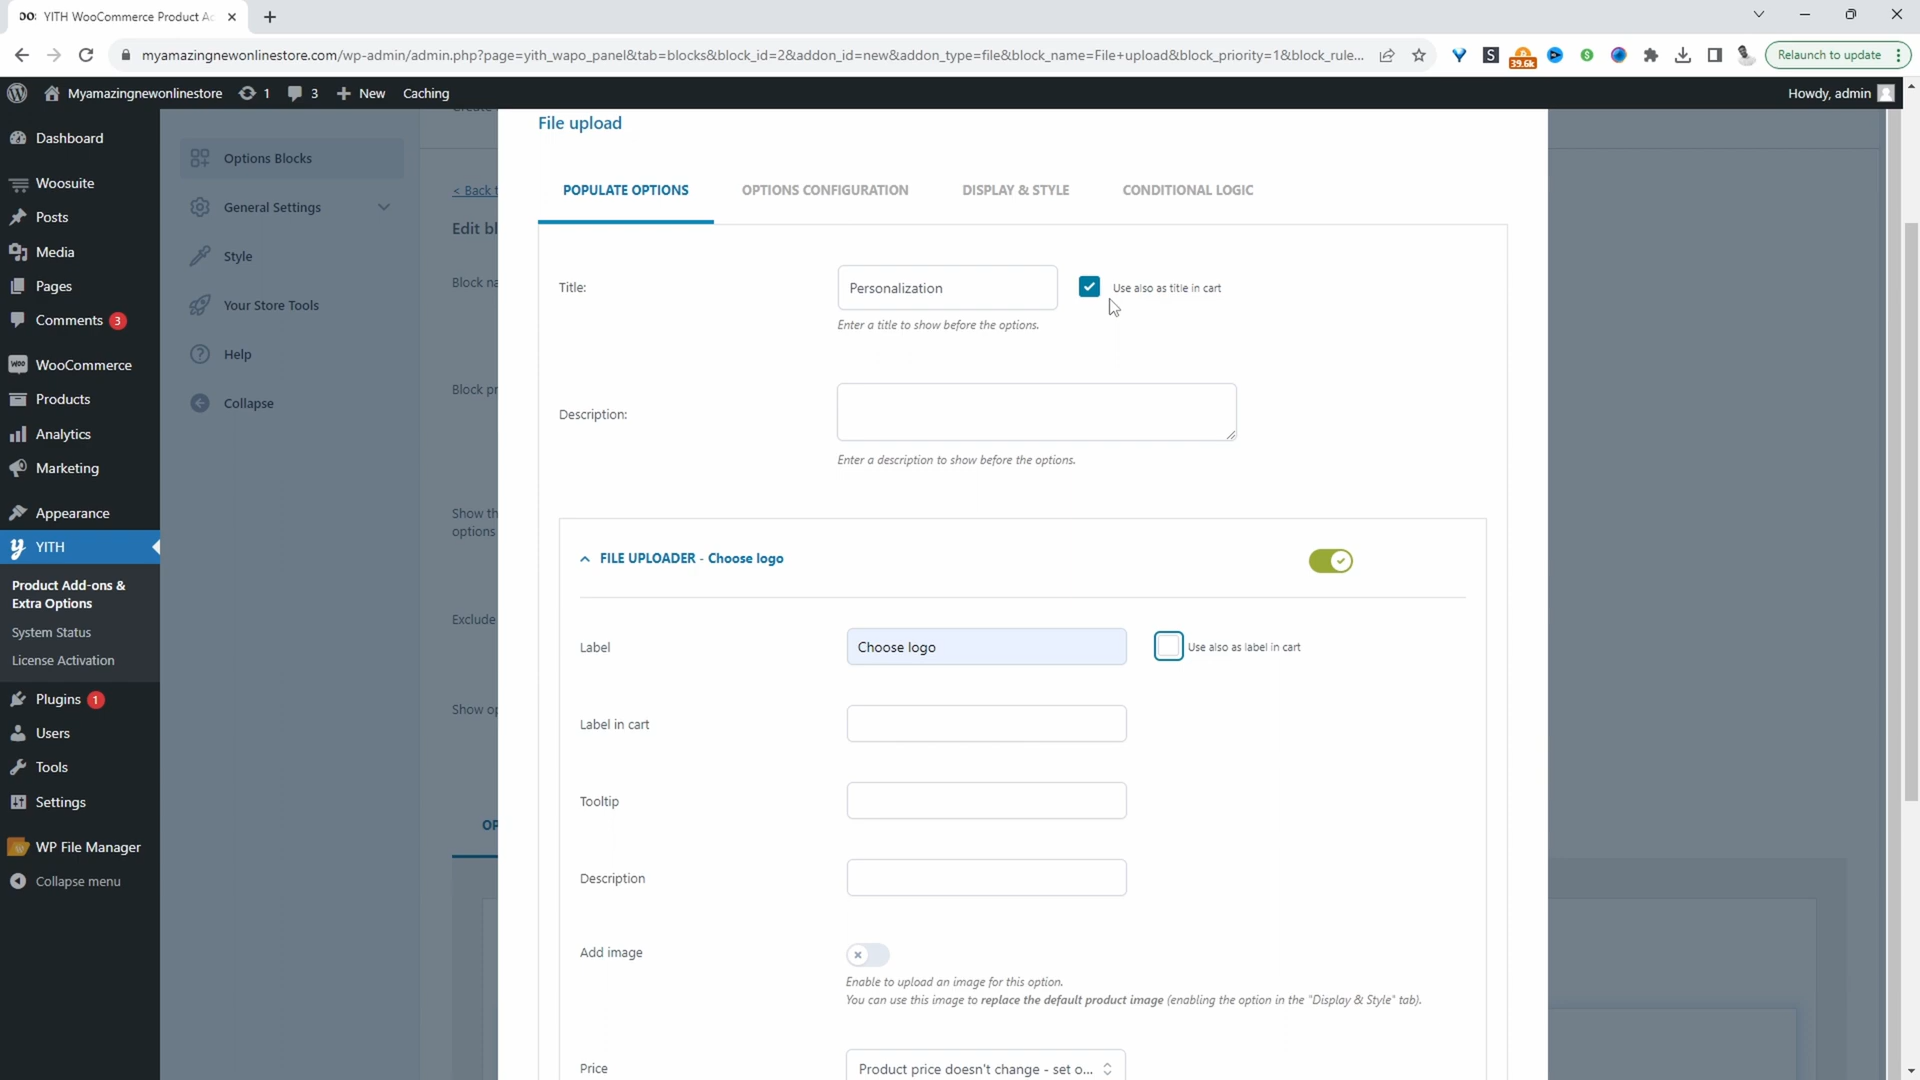 YITH WooCommerce Product Ac
myamazingnewonlinestore.com/wp-admin/admin.php?page=yith_wapo_panel&tab=blocks&block_id=2&addon_id=new&addon_type=file&block_name=File+upload&block_priority=1&block_rule...
39.6k
Relaunch to update
Myamazingnewonlinestore
1
3
New
Caching
Howdy, admin
Dashboard
Woosuite
Posts
Media
Pages
Comments 3
WooCommerce
Products
Analytics
Marketing
Appearance
YITH
Product Add-ons &
Extra Options
System Status
License Activation
Plugins 1
Users
Tools
Settings
WP File Manager
Collapse menu
Options Blocks
General Settings
Style
Your Store Tools
Help
Collapse
< Back t
Edit bl
Block na
Block pr
Show th
options
Exclude
Show op
OP
File upload
POPULATE OPTIONS
OPTIONS CONFIGURATION
DISPLAY & STYLE
CONDITIONAL LOGIC
Title:
Personalization
Use also as title in cart
Enter a title to show before the options.
Description:
Enter a description to show before the options.
FILE UPLOADER - Choose logo
Label
Choose logo
Use also as label in cart
Label in cart
Tooltip
Description
Add image
Enable to upload an image for this option.
You can use this image to replace the default product image (enabling the option in the "Display & Style" tab).
Price
Product price doesn't change - set o...